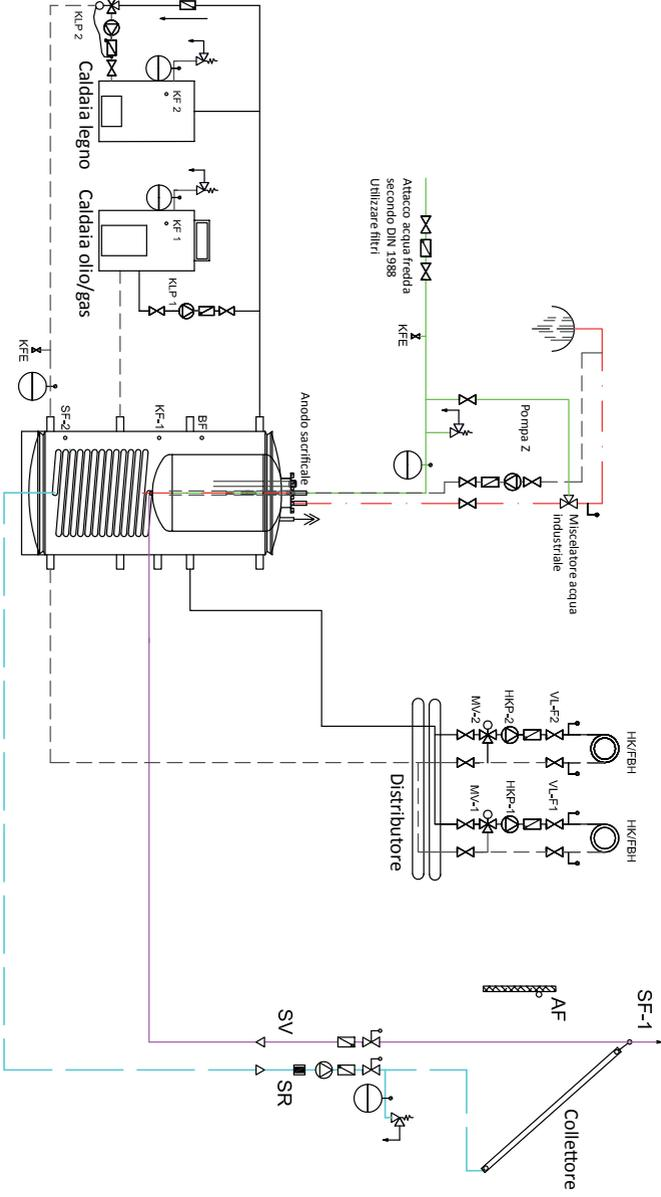 KLP 2
KF 2
Caldaia legno
KF 1
Caldaia olio/gas
KLP 1
KFE
Attacco acqua fredda
secondo DIN 1988
Utilizzare filtri
KFE
Pompa Z
Miscelatore acqua
industriale
Anodo sacrificale
BF
KF-1
SF-2
HK/FBH
VL-F2
HKP-2
MV-2
HK/FBH
VL-F1
HKP-1
MV-1
Distributore
SF-1
AF
Collettore
SV
SR